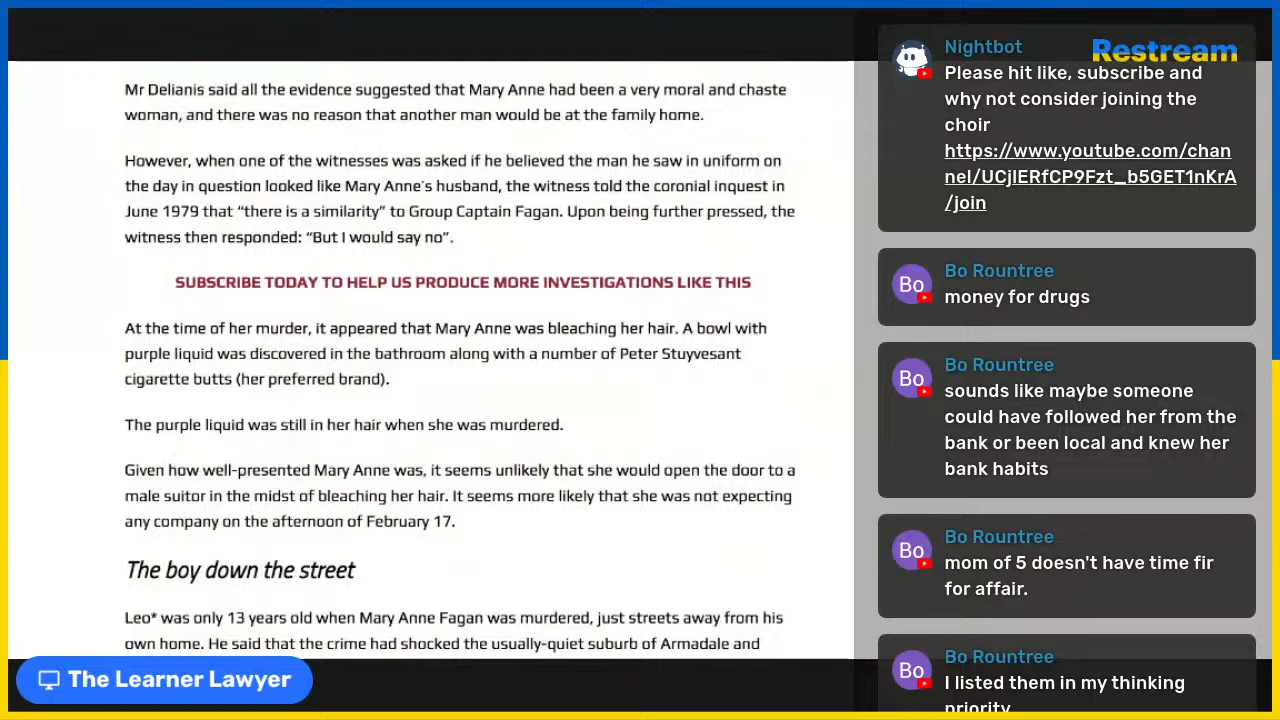 Mr Delianis said all the evidence suggested that Mary Anne had been a very moral and chaste
woman, and there was no reason that another man would be at the family home.
However, when one of the witnesses was asked if he believed the man he saw in uniform on
the day in question looked like Mary Anne's husband, the witness told the coronial inquest in
June 1979 that “there is a similarity” to Group Captain Fagan. Upon being further pressed, the
witness then responded: “But I would say no”.
SUBSCRIBE TODAY TO HELP US PRODUCE MORE INVESTIGATIONS LIKE THIS
At the time of her murder, it appeared that Mary Anne was bleaching her hair. A bowl with
purple liquid was discovered in the bathroom along with a number of Peter Stuyvesant
cigarette butts (her preferred brand).
The purple liquid was still in her hair when she was murdered.
Given how well-presented Mary Anne was, it seems unlikely that she would open the door to a
male suitor in the midst of bleaching her hair. It seems more likely that she was not expecting
any company on the afternoon of February 17.
The boy down the street
Leo* was only 13 years old when Mary Anne Fagan was murdered, just streets away from his
own home. He said that the crime had shocked the usually-quiet suburb of Armadale and
The Learner Lawyer
Restream
Nightbot
Please hit like, subscribe and
why not consider joining the
choir
https://www.youtube.com/chan
nel/UCjlERfCP9Fzt_b5GET1nKrA
/join
Bo
Bo Rountree
money for drugs
Bo
Bo Rountree
sounds like maybe someone
could have followed her from the
bank or been local and knew her
bank habits
Bo
Bo Rountree
mom of 5 doesn't have time fir
for affair.
Bo
Bo Rountree
I listed them in my thinking
priority